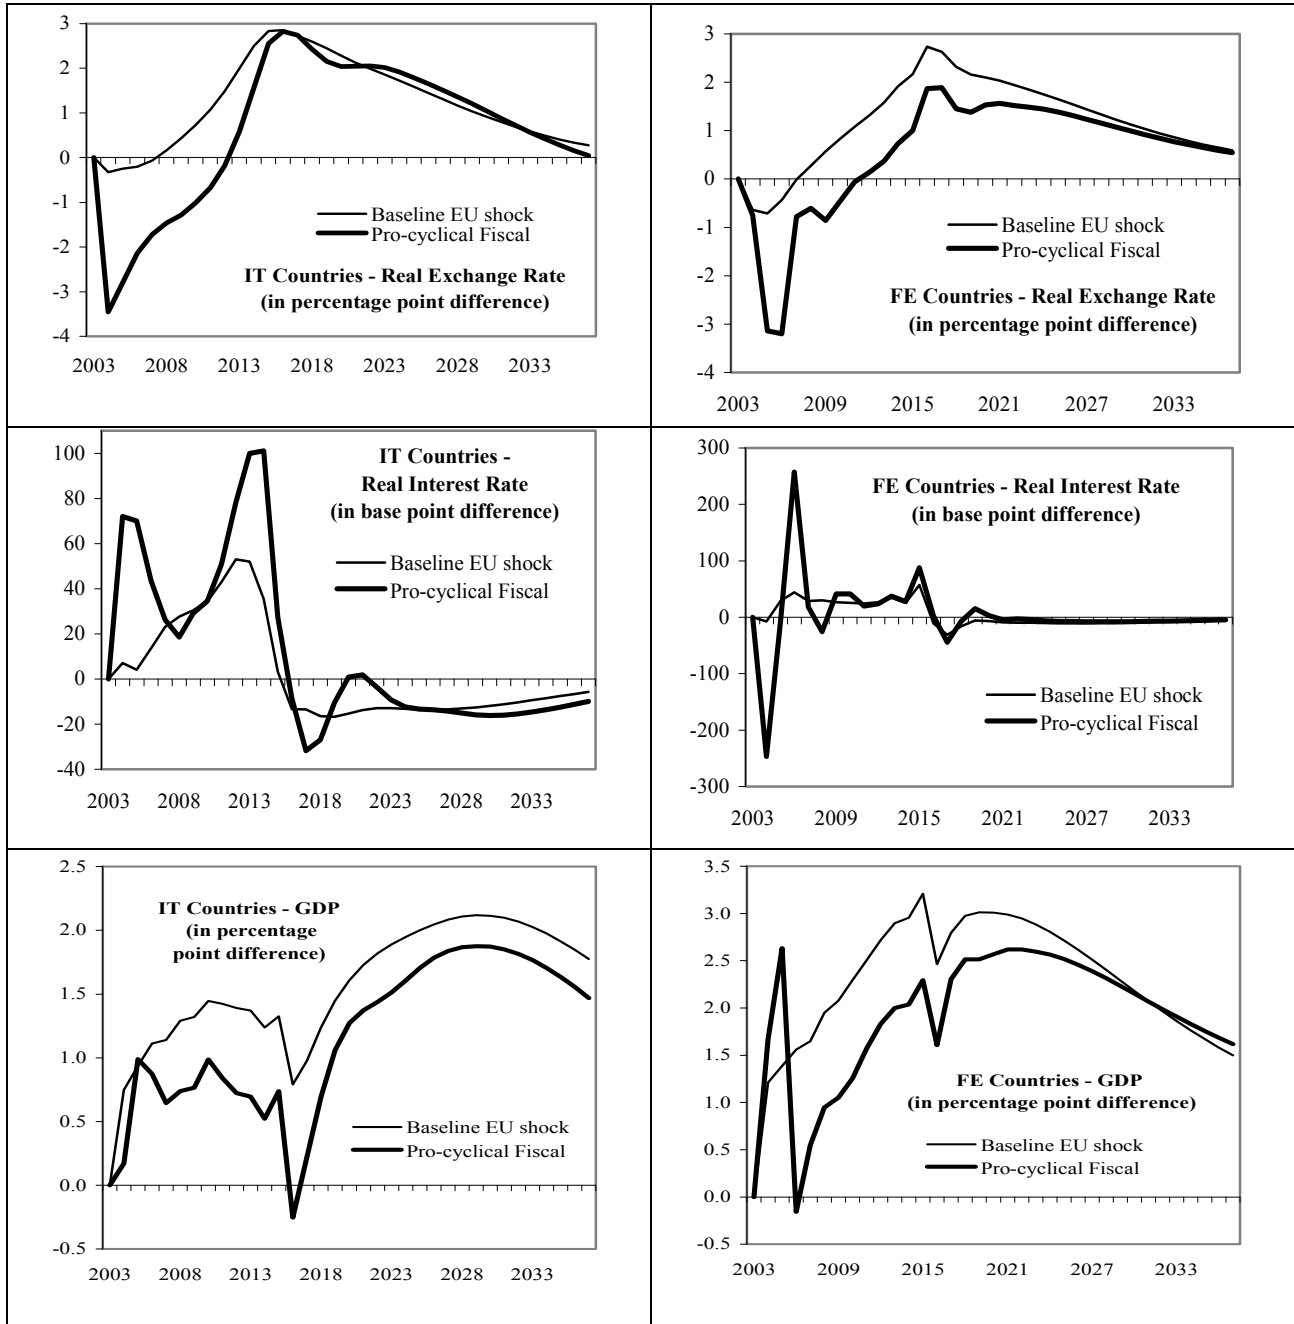 3
2
1
0
-1
-2
-3
-4
Baseline EU shock
Pro-cyclical Fiscal
IT Countries - Real Exchange Rate
(in percentage point difference)
2003 2008 2013 2018 2023 2028 2033
3
2
1
0
-1
-2
-3
-4
Baseline EU shock
Pro-cyclical Fiscal
FE Countries - Real Exchange Rate
(in percentage point difference)
2003 2009 2015 2021 2027 2033
100
80
60
40
20
0
-20
-40
IT Countries -
Real Interest Rate
(in base point difference)
Baseline EU shock
Pro-cyclical Fiscal
2003 2008 2013 2018 2023 2028 2033
300
200
100
0
-100
-200
-300
FE Countries - Real Interest Rate
(in base point difference)
Baseline EU shock
Pro-cyclical Fiscal
2003 2009 2015 2021 2027 2033
2.5
2.0
1.5
1.0
0.5
0.0
-0.5
IT Countries - GDP
(in percentage
point difference)
Baseline EU shock
Pro-cyclical Fiscal
2003 2008 2013 2018 2023 2028 2033
3.5
3.0
2.5
2.0
1.5
1.0
0.5
0.0
-0.5
FE Countries - GDP
(in percentage point difference)
Baseline EU shock
Pro-cyclical Fiscal
2003 2009 2015 2021 2027 2033